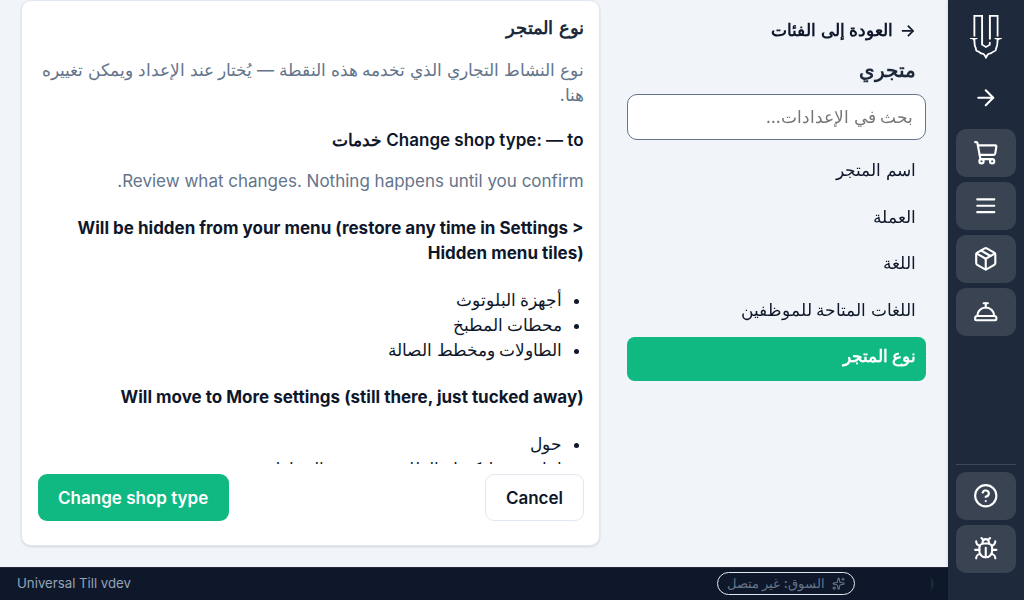 العودة إلى الفئات
متجري
بحث في الإعدادات...
اسم المتجر
العملة
اللغة
اللغات المتاحة للموظفين
نوع المتجر
نوع المتجر
نوع النشاط التجاري الذي تخدمه هذه النقطة — يُختار عند الإعداد ويمكن تغييره
هنا.
Change shop type: — to خدمات
Review what changes. Nothing happens until you confirm.
Will be hidden from your menu (restore any time in Settings >
Hidden menu tiles)
أجهزة البلوتوث
محطات المطبخ
الطاولات ومخطط الصالة
Will move to More settings (still there, just tucked away)
حول
Cancel
Change shop type
السوق: غير متصل
Universal Till vdev